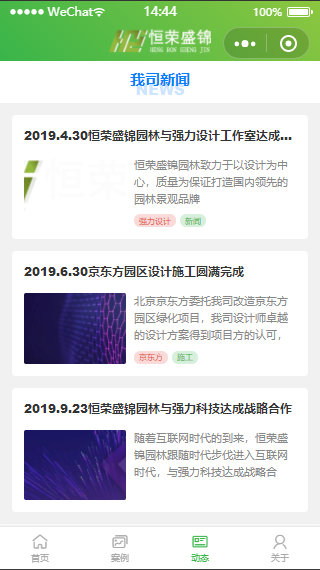 WeChat
14:44
100%
恒荣盛锦
HENG RON SHENG JIN
我司新闻
NEWS
2019.4.30恒荣盛锦园林与强力设计工作室达成...
恒荣
恒荣盛锦园林致力于以设计为中
心，质量为保证打造国内领先的
园林景观品牌
强力设计 新闻
2019.6.30京东方园区设计施工圆满完成
北京京东方委托我司改造京东方
园区绿化项目，我司设计师卓越
的设计方案得到项目方的认可，
京东方 施工
2019.9.23恒荣盛锦园林与强力科技达成战略合作
随着互联网时代的到来，恒荣盛
锦园林跟随时代步伐进入互联网
时代，与强力科技达成战略合
首页 案例 动态 关于